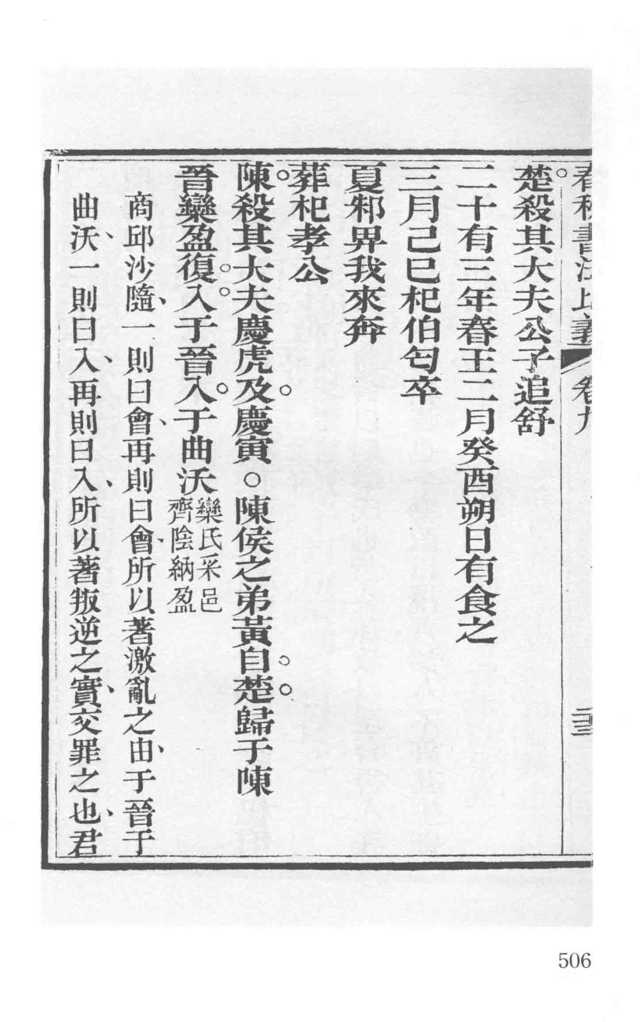 春秋書法比義 卷九 二三
楚殺其大夫公子追舒
二十有三年春王二月癸酉朔日有食之
三月己巳杞伯匄卒
夏邾畀我來奔
葬杞孝公
陳殺其大夫慶虎及慶寅○陳侯之弟黃自楚歸于陳
晉欒盈復入于晉入于曲沃欒氏采邑齊陰納盈
商邱沙隨一則曰會再則曰會所以著激亂之由于晉于
曲沃一則曰入再則曰入所以著叛逆之實交罪之也君
506